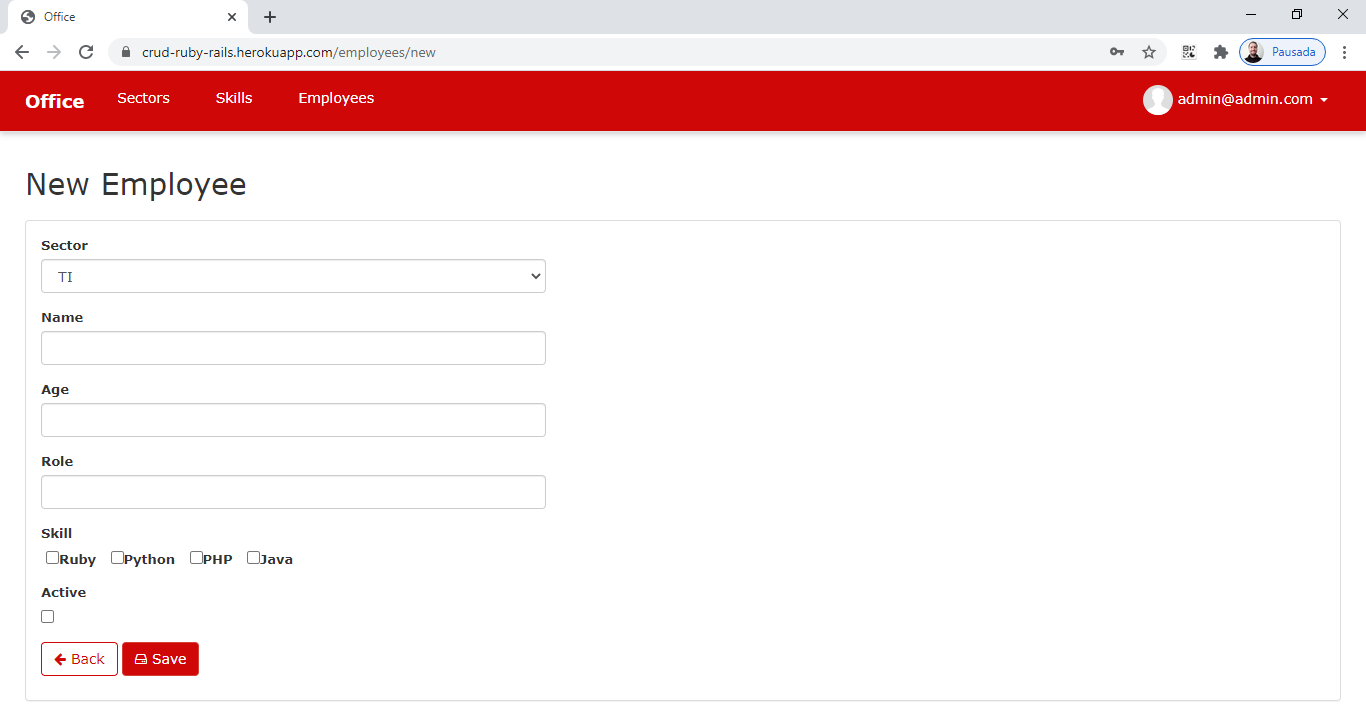 Office
crud-ruby-rails.herokuapp.com/employees/new
Pausada
Office Sectors Skills Employees admin@admin.com
New Employee
Sector
TI
Name
Age
Role
Skill
Ruby Python PHP Java
Active
Back Save